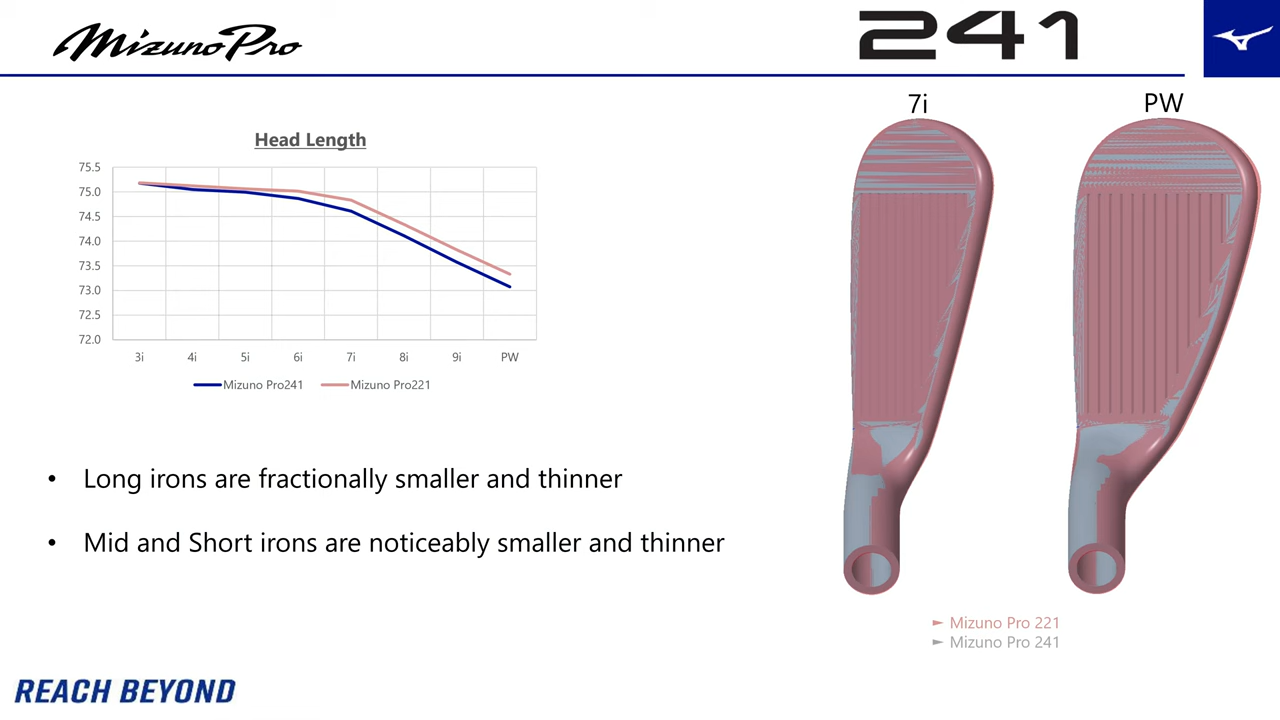 Mizuno Pro
241
7i
PW
Head Length
75.5
75.0
74.5
74.0
73.5
73.0
72.5
72.0
3i 4i 5i 6i 7i 8i 9i PW
Mizuno Pro241 Mizuno Pro221
• Long irons are fractionally smaller and thinner
• Mid and Short irons are noticeably smaller and thinner
► Mizuno Pro 221
► Mizuno Pro 241
REACH BEYOND